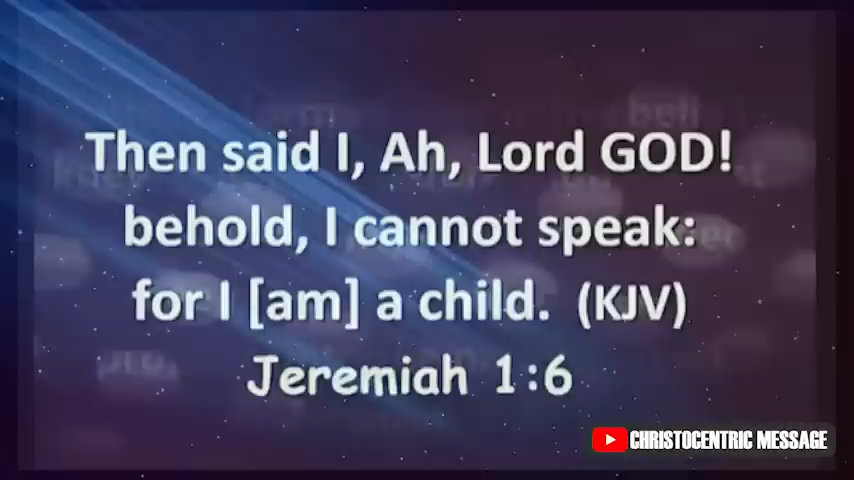 Then said I, Ah, Lord GOD!
behold, I cannot speak:
for I [am] a child. (KJV)
Jeremiah 1:6
CHRISTOCENTRIC MESSAGE